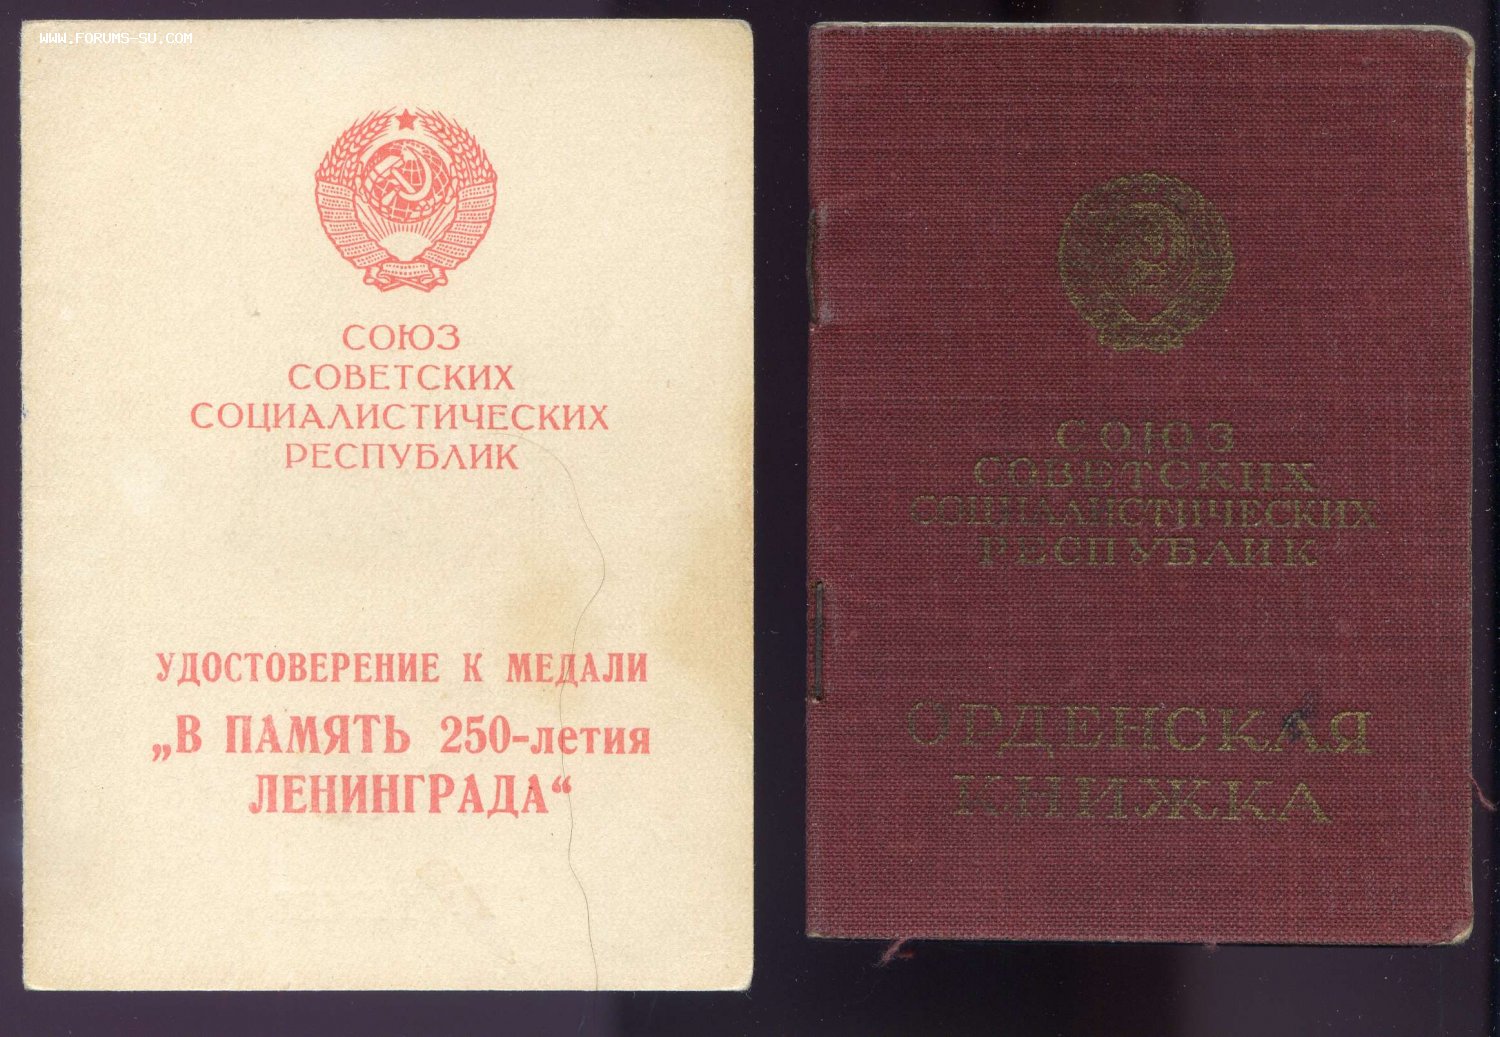 WWW.FORUMS-SU.COM
СОЮЗ
СОВЕТСКИХ
СОЦИАЛИСТИЧЕСКИХ
РЕСПУБЛИК
УДОСТОВЕРЕНИЕ К МЕДАЛИ
„В ПАМЯТЬ 250-летия
ЛЕНИНГРАДА“
СОЮЗ
СОВЕТСКИХ
СОЦИАЛИСТИЧЕСКИХ
РЕСПУБЛИК
ОРДЕНСКАЯ
КНИЖКА